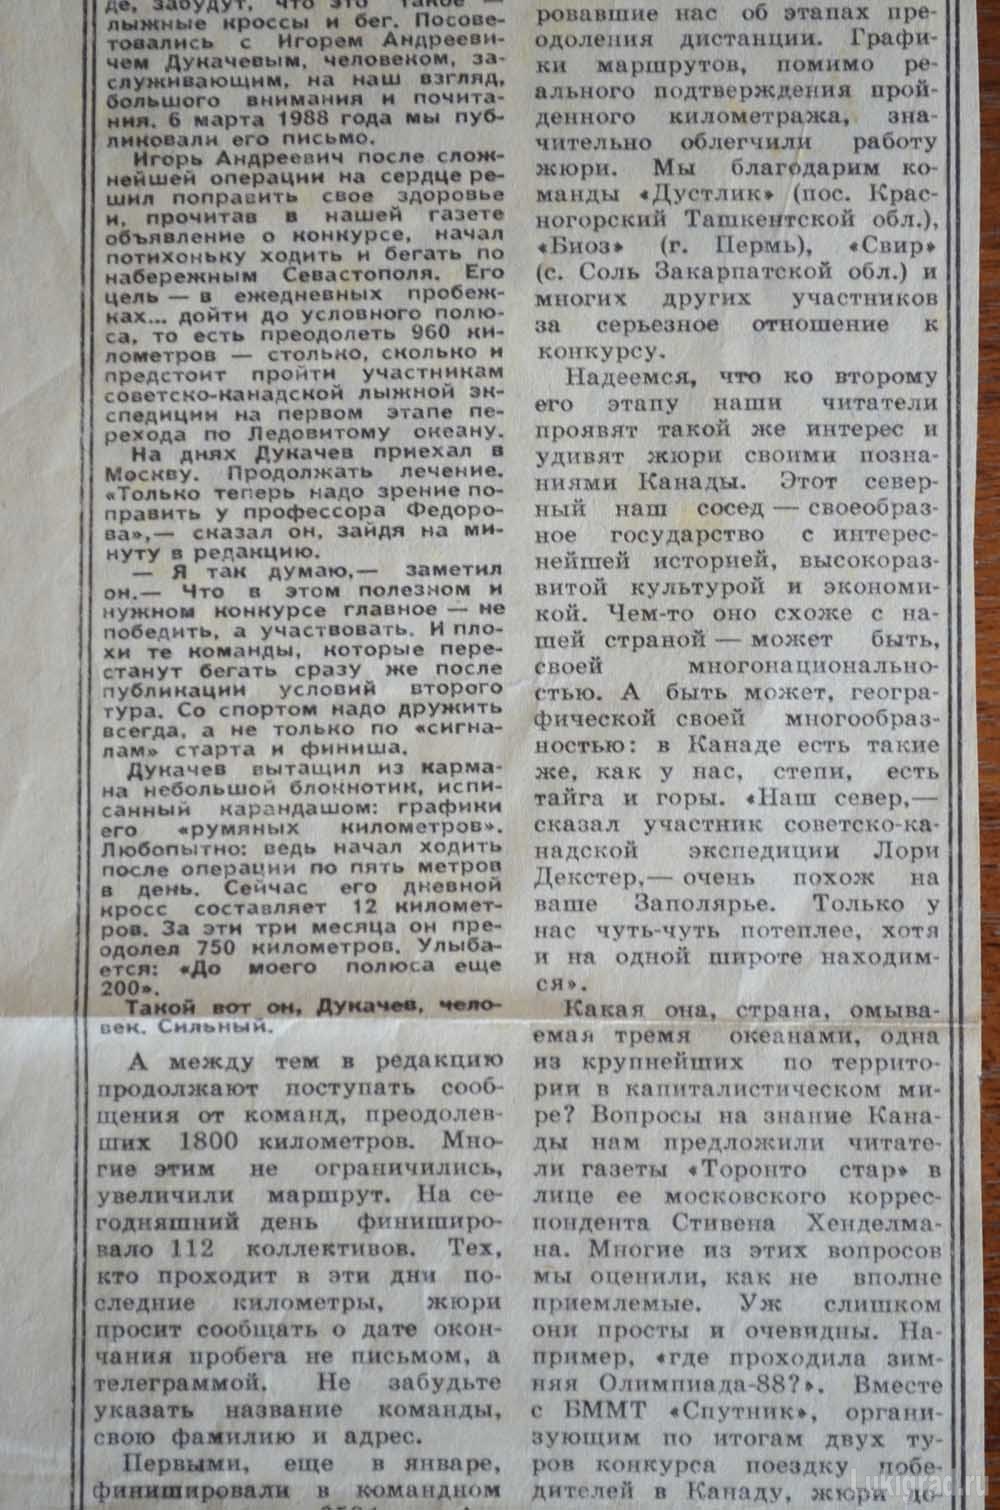 де, забудут, что это такое —
лыжные кроссы и бег. Посове-
товались с Игорем Андрееви-
чем Дукачевым, человеком, за-
служивающим, на наш взгляд,
большого внимания и почита-
ния. 6 марта 1988 года мы пуб-
ликовали его письмо.
Игорь Андреевич после слож-
нейшей операции на сердце ре-
шил поправить свое здоровье
и, прочитав в нашей газете
объявление о конкурсе, начал
потихоньку ходить и бегать по
набережным Севастополя. Его
цель — в ежедневных пробеж-
ках... дойти до условного полю-
са, то есть преодолеть 960 ки-
лометров — столько, сколько и
предстоит пройти участникам
советско-канадской лыжной эк-
спедиции на первом этапе пе-
рехода по Ледовитому океану.
На днях Дукачев приехал в
Москву. Продолжать лечение.
«Только теперь надо зрение по-
править у профессора Федоро-
ва»,— сказал он, зайдя на ми-
нуту в редакцию.
— Я так думаю,— заметил
он.— Что в этом полезном и
нужном конкурсе главное — не
победить, а участвовать. И пло-
хи те команды, которые пере-
станут бегать сразу же после
публикации условий второго
тура. Со спортом надо дружить
всегда, а не только по «сигна-
лам» старта и финиша.
Дукачев вытащил из карма-
на небольшой блокнотик, испи-
санный карандашом: графики
его «румяных километров».
Любопытно: ведь начал ходить
после операции по пять метров
в день. Сейчас его дневной
кросс составляет 12 километ-
ров. За эти три месяца он пре-
одолел 750 километров. Улыба-
ется: «До моего полюса еще
200».
Такой вот он, Дукачев, чело-
век. Сильный.
А между тем в редакцию
продолжают поступать сооб-
щения от команд, преодолев-
ших 1800 километров. Мно-
гие этим не ограничились,
увеличили маршрут. На се-
годняшний день финиширо-
вало 112 коллективов. Тех,
кто проходит в эти дни по-
следние километры, жюри
просит сообщать о дате окон-
чания пробега не письмом, а
телеграммой. Не забудьте
указать название команды,
свою фамилию и адрес.
Первыми, еще в январе,
финишировали в командном
ровавшие нас об этапах пре-
одоления дистанции. Графи-
ки маршрутов, помимо ре-
ального подтверждения прой-
денного километража, зна-
чительно облегчили работу
жюри. Мы благодарим ко-
манды «Дустлик» (пос. Крас-
ногорский Ташкентской обл.),
«Биоз» (г. Пермь), «Свир»
(с. Соль Закарпатской обл.) и
многих других участников
за серьезное отношение к
конкурсу.
Надеемся, что ко второму
его этапу наши читатели
проявят такой же интерес и
удивят жюри своими позна-
ниями Канады. Этот север-
ный наш сосед — своеобраз-
ное государство с интерес-
нейшей историей, высокораз-
витой культурой и экономи-
кой. Чем-то оно схоже с на-
шей страной — может быть,
своей многонационально-
стью. А быть может, геогра-
фической своей многообраз-
ностью: в Канаде есть такие
же, как у нас, степи, есть
тайга и горы. «Наш север,—
сказал участник советско-ка-
надской экспедиции Лори
Декстер,— очень похож на
ваше Заполярье. Только у
нас чуть-чуть потеплее, хотя
и на одной широте находим-
ся».
Какая она, страна, омыва-
емая тремя океанами, одна
из крупнейших по террито-
рии в капиталистическом ми-
ре? Вопросы на знание Кана-
ды нам предложили читате-
ли газеты «Торонто стар» в
лице ее московского коррес-
пондента Стивена Хенделма-
на. Многие из этих вопросов
мы оценили, как не вполне
приемлемые. Уж слишком
они просты и очевидны. На-
пример, «где проходила зим-
няя Олимпиада-88?». Вместе
с БММТ «Спутник», органи-
зующим по итогам двух ту-
ров конкурса поездку побе-
дителей в Канаду, жюри до-
Lukigrad.ru